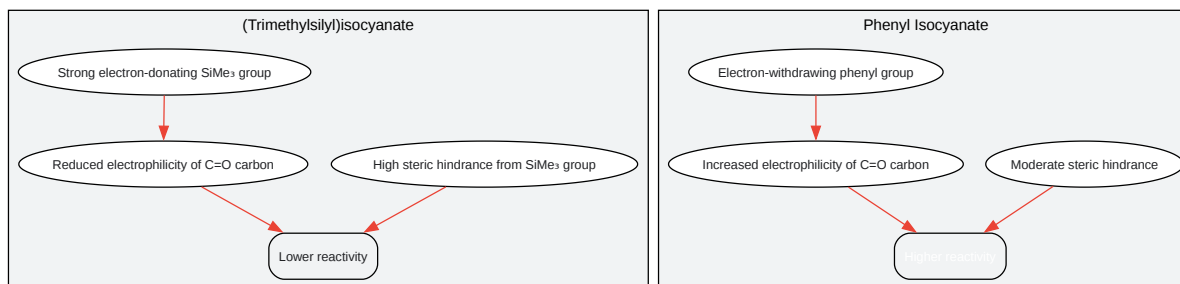 (Trimethylsilyl)isocyanate
Strong electron-donating SiMe₃ group
Reduced electrophilicity of C=O carbon
High steric hindrance from SiMe₃ group
Lower reactivity
Phenyl Isocyanate
Electron-withdrawing phenyl group
Increased electrophilicity of C=O carbon
Moderate steric hindrance
Higher reactivity